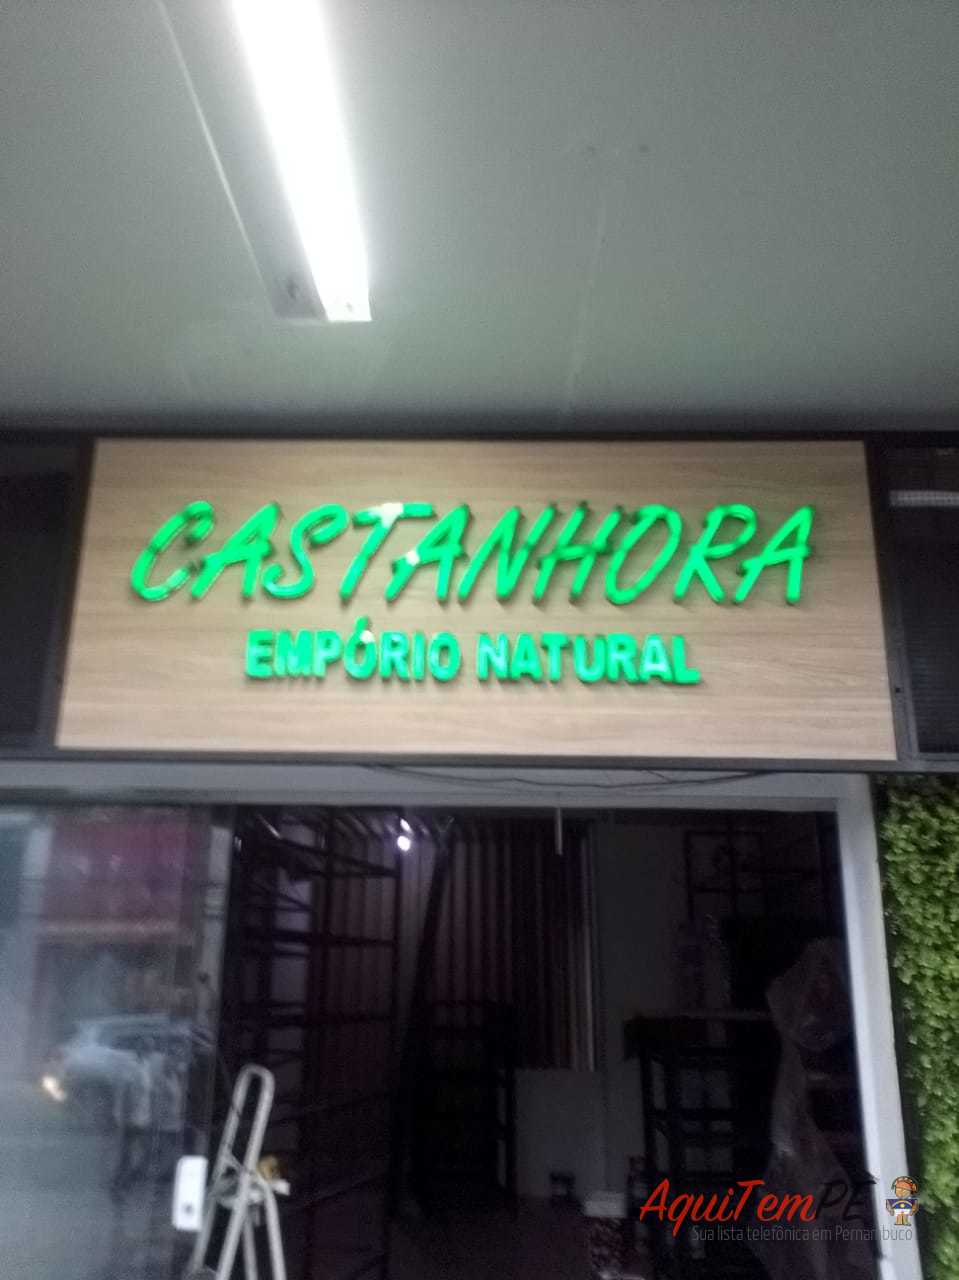 CASTANHORA
EMPÓRIO NATURAL
AquiTemPE
Sua lista telefônica em Pernambuco